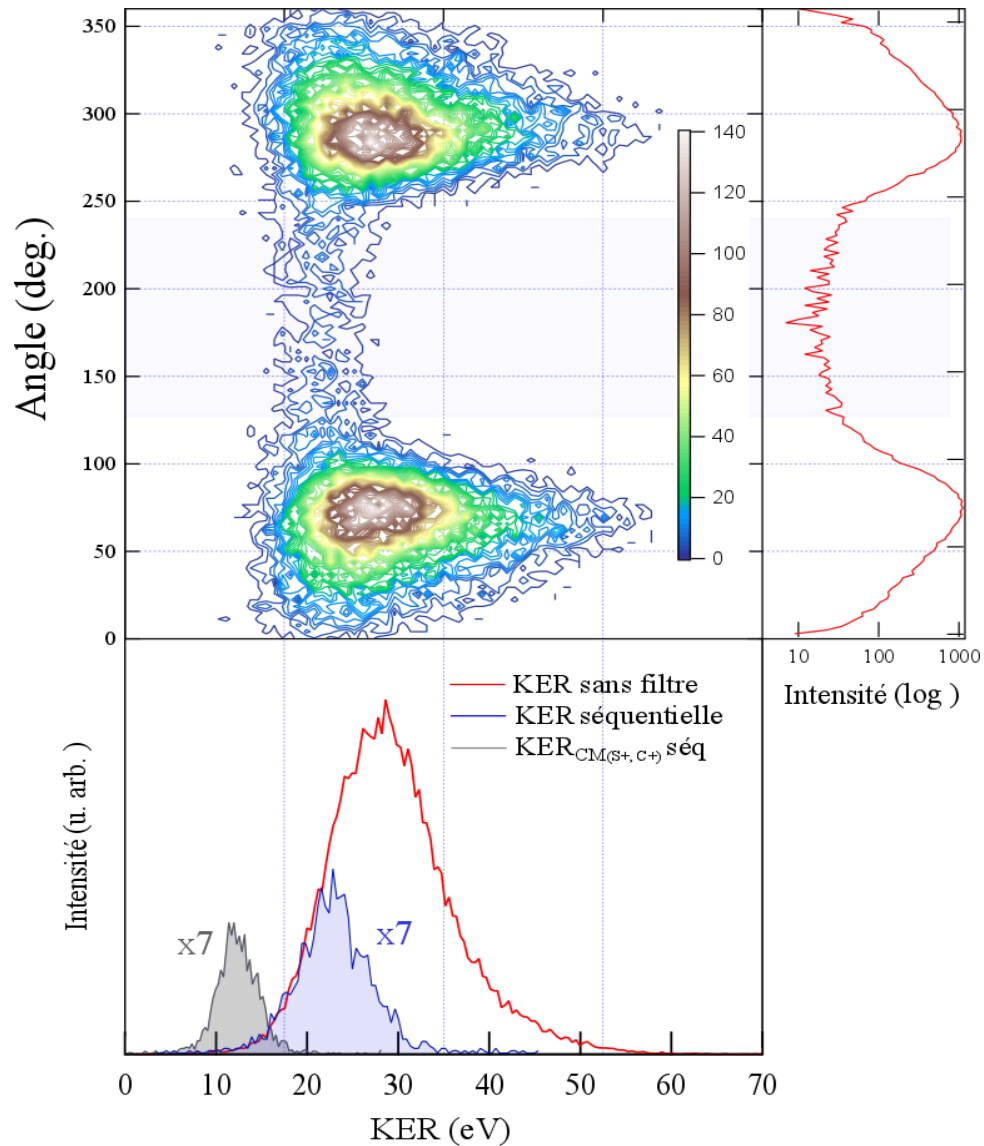 Angle (deg.)
350
300
250
200
150
100
50
0
140
120
100
80
60
40
20
0
10
100
1000
Intensité (log )
KER sans filtre
KER séquentielle
KER CM(S+, C+) séq
Intensité (u. arb.)
x7
x7
0 10 20 30 40 50 60 70
KER (eV)